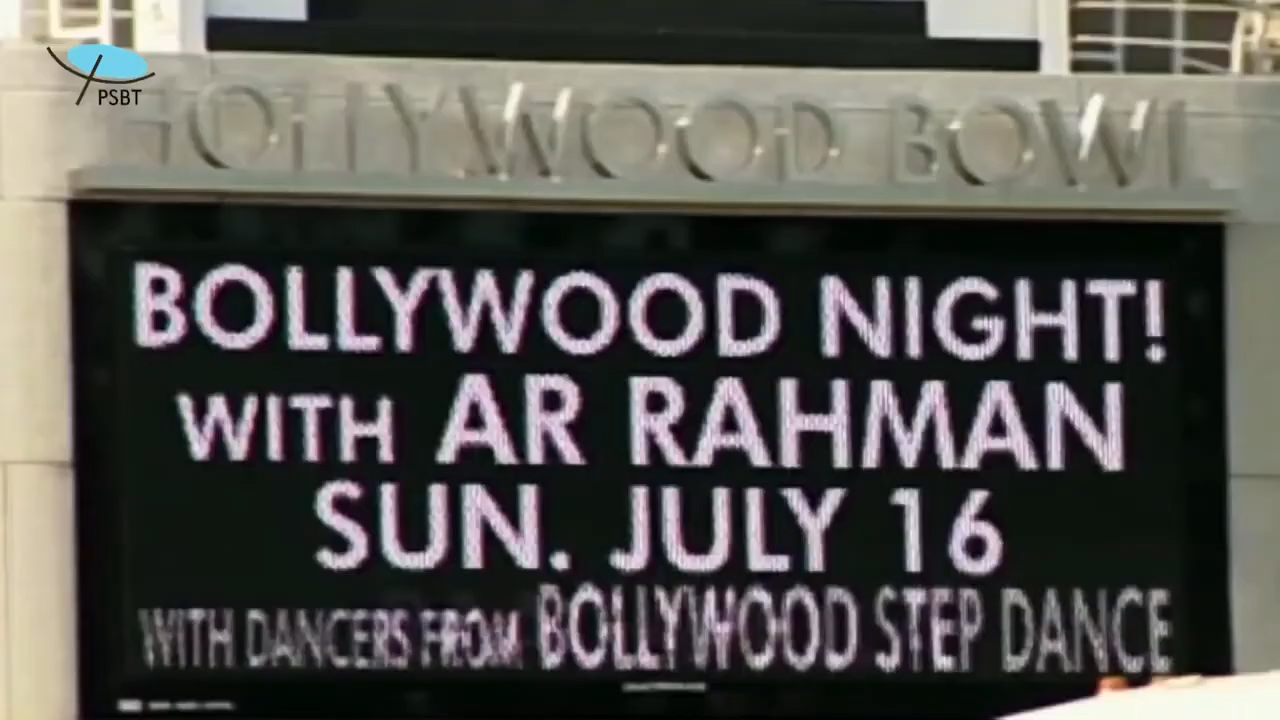 PSBT
HOLLYWOOD BOWL
BOLLYWOOD NIGHT!
WITH AR RAHMAN
SUN. JULY 16
WITH DANCERS FROM BOLLYWOOD STEP DANCE